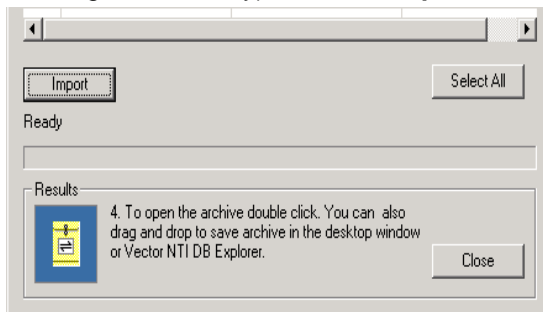 Import
Select All
Ready
Results
4. To open the archive double click. You can also
drag and drop to save archive in the desktop window
or Vector NTI DB Explorer.
Close